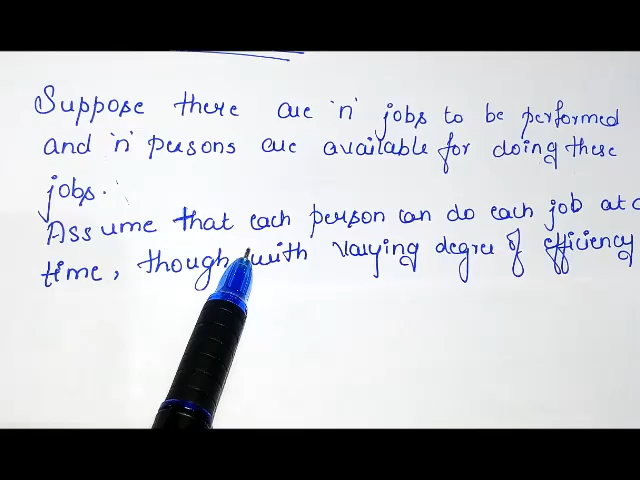 Suppose there are 'n' jobs to be performed
and 'n' persons are available for doing these
jobs.
Assume that each person can do each job at a
time, though with varying degree of efficiency